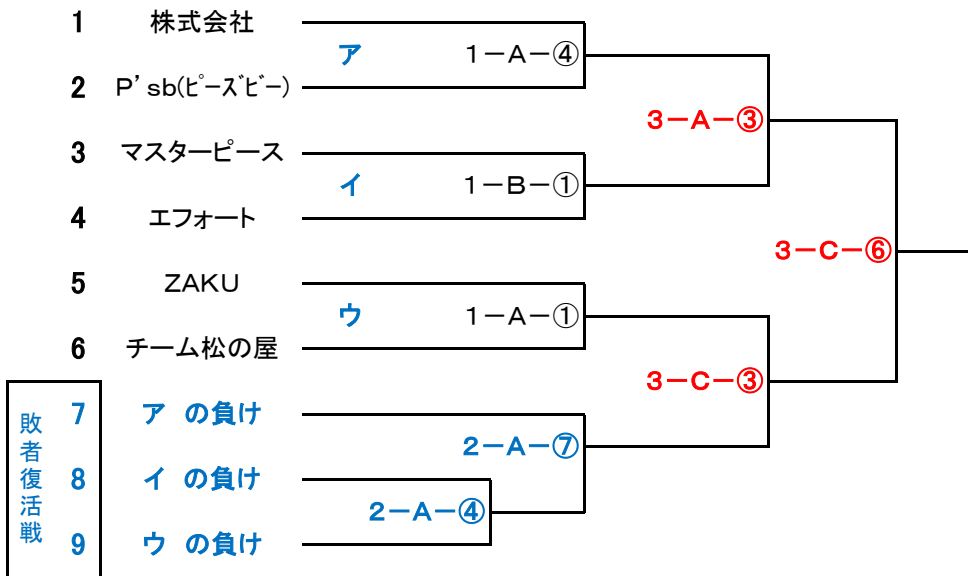 1 株式会社
ア 1－A－④
2 P’sb(ピーズビー)
3－A－③
3 マスターピース
イ 1－B－①
4 エフォート
3－C－⑥
5 ZAKU
ウ 1－A－①
6 チーム松の屋
3－C－③
敗者復活戦
7 ア の負け
2－A－⑦
8 イ の負け
2－A－④
9 ウ の負け